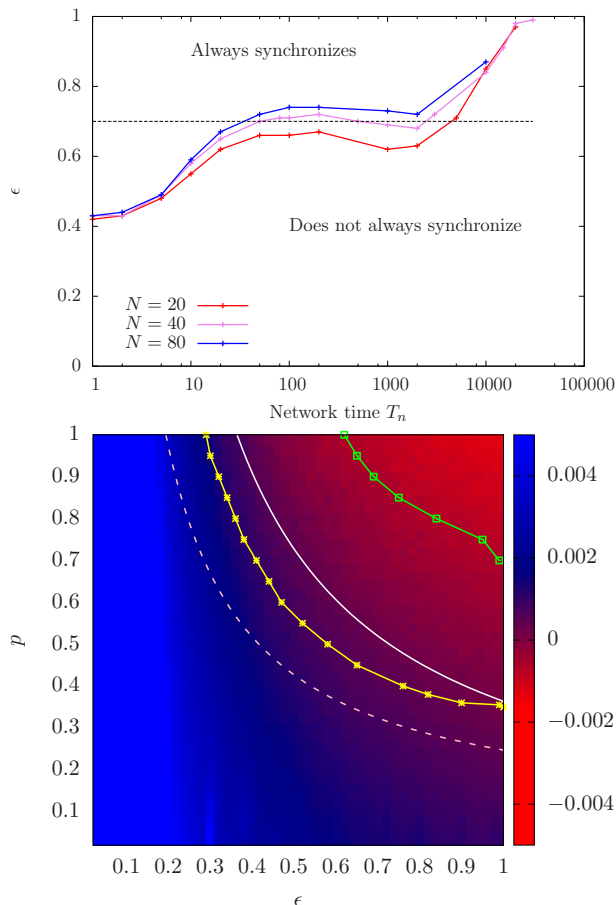 1
0.8
0.6
0.4
0.2
0
ϵ
Always synchronizes
Does not always synchronize
N = 20
N = 40
N = 80
1 10 100 1000 10000 100000
Network time Tₙ
1
0.9
0.8
0.7
0.6
0.5
0.4
0.3
0.2
0.1
p
0.1 0.2 0.3 0.4 0.5 0.6 0.7 0.8 0.9 1
ϵ
0.004
0.002
0
−0.002
−0.004